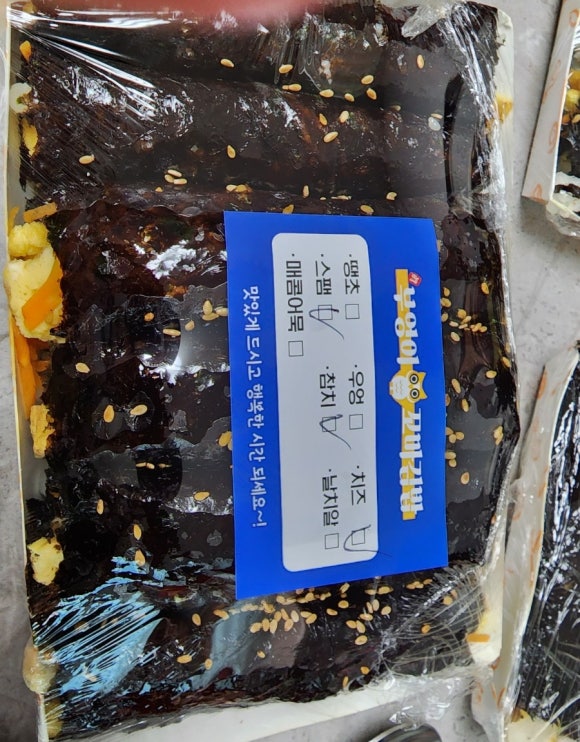 부엉이 꼬마김밥
·땡초 □ ·우엉 □ ·치즈 ☑
·스팸 ☑ ·참치 ☑ ·날치알 □
·매콤어묵 □
맛있게 드시고 행복한 시간 되세요~!